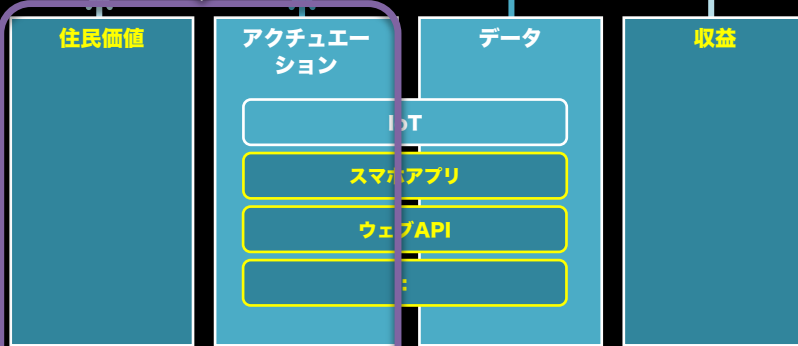 住民価値
アクチュエー
ション
データ
収益
IoT
スマホアプリ
ウェブAPI
: